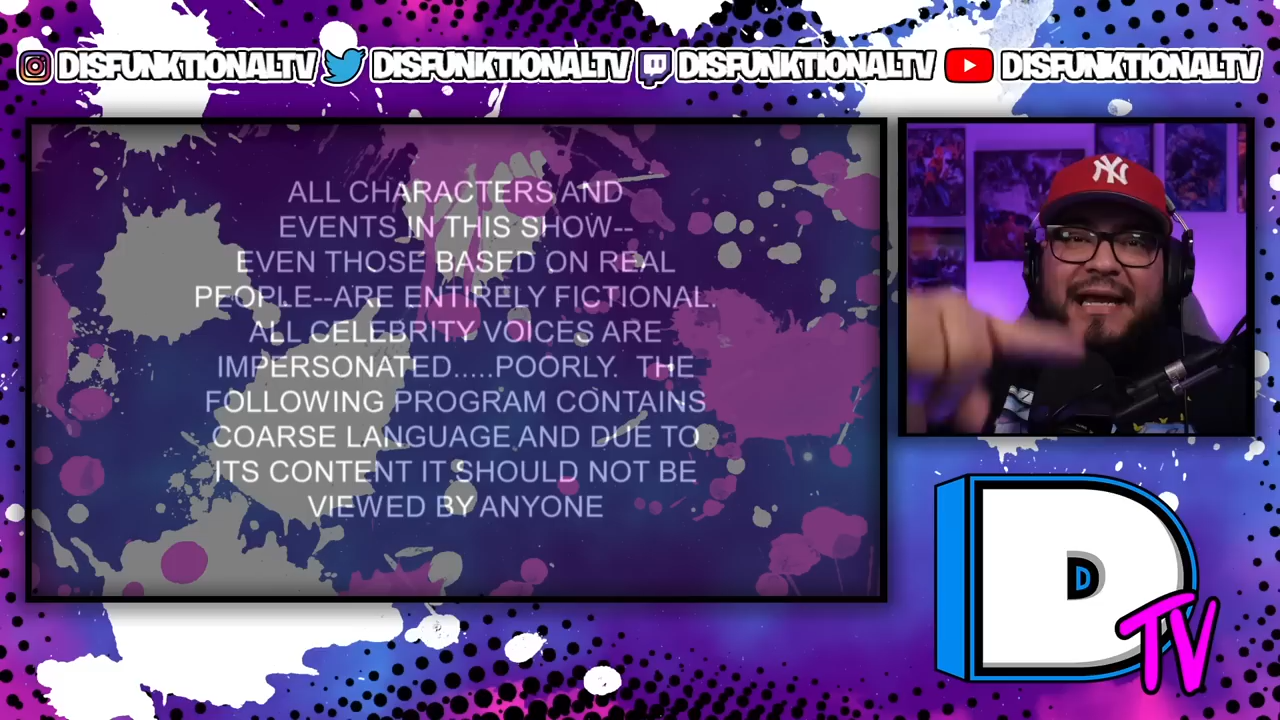 DISFUNKTIONALTV DISFUNKTIONALTV DISFUNKTIONALTV DISFUNKTIONALTV
ALL CHARACTERS AND
EVENTS IN THIS SHOW--
EVEN THOSE BASED ON REAL
PEOPLE--ARE ENTIRELY FICTIONAL.
ALL CELEBRITY VOICES ARE
IMPERSONATED.....POORLY. THE
FOLLOWING PROGRAM CONTAINS
COARSE LANGUAGE AND DUE TO
ITS CONTENT IT SHOULD NOT BE
VIEWED BY ANYONE
NY
D
D
TV